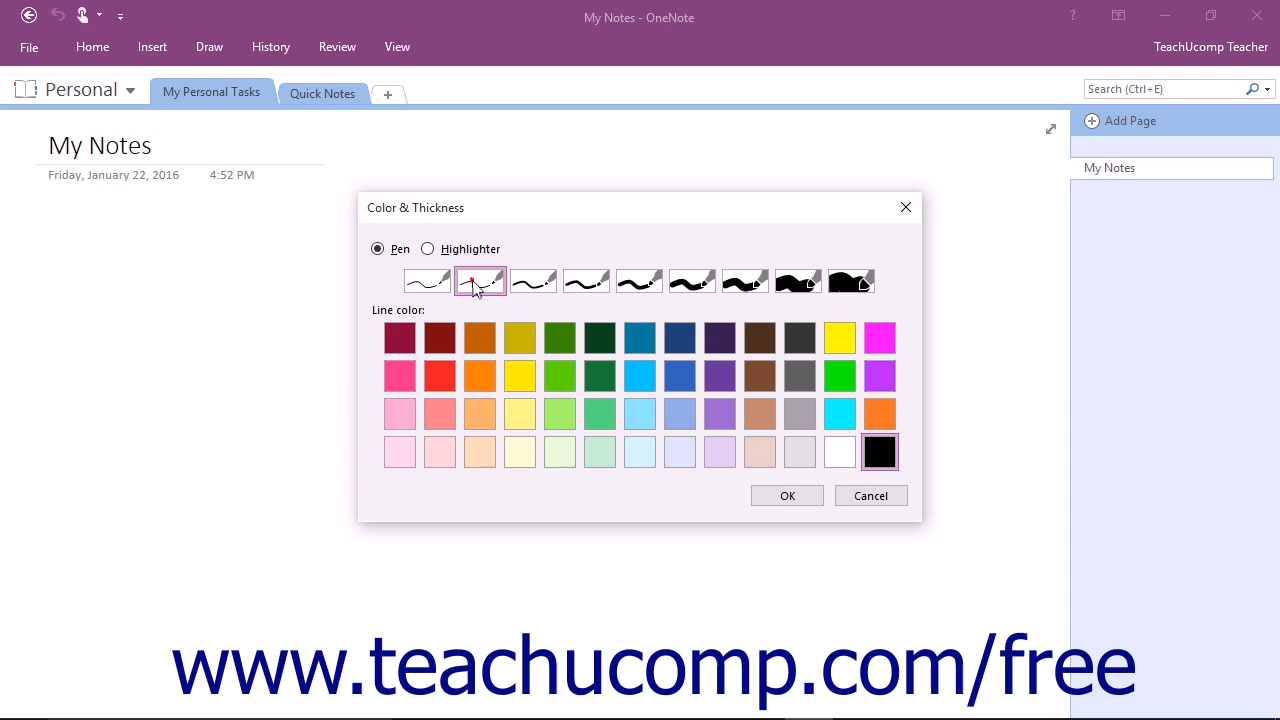 My Notes - OneNote
?
File Home Insert Draw History Review View TeachUcomp Teacher
Personal My Personal Tasks Quick Notes + Search (Ctrl+E)
Add Page
My Notes
Friday, January 22, 2016 4:52 PM
My Notes
Color & Thickness
Pen Highlighter
Line color:
OK Cancel
www.teachucomp.com/free